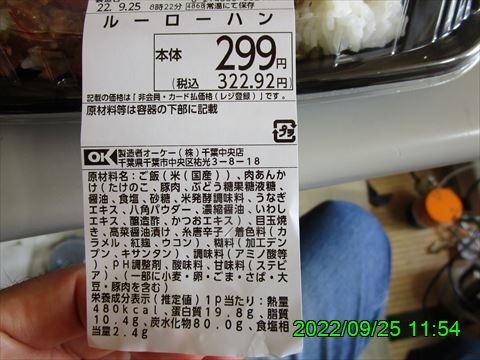 22. 9.25 8時22分 4868 常温にて保存
ルーローハン
本体 299円
(税込 322.92円)
記載の価格は「非会員・カード払価格(レジ登録)」です。
原材料等は容器の下部に記載
プラ
OK 製造者オーケー(株)千葉中央店
千葉県千葉市中央区祐光3-8-18
原材料名:ご飯(米(国産))、肉あんか
け(たけのこ、豚肉、ぶどう糖果糖液糖、
醤油、食塩、砂糖、米発酵調味料、うなぎ
エキス、八角パウダー、濃縮醤油、いわし
エキス、醸造酢、かつおエキス)、目玉焼
き、高菜醤油漬け、糸唐辛子/着色料(カ
ラメル、紅麹、ウコン)、糊料(加工デン
プン、キサンタン)、調味料(アミノ酸等
)、PH調整剤、酸味料、甘味料(ステビ
ア)、(一部に小麦・卵・ごま・さば・大
豆・豚肉を含む)
栄養成分表示(推定値)1p当たり:熱量
480kcal、蛋白質19.8g、脂質
10.4g、炭水化物80.0g、食塩相
当量2.4g
2022/09/25 11:54